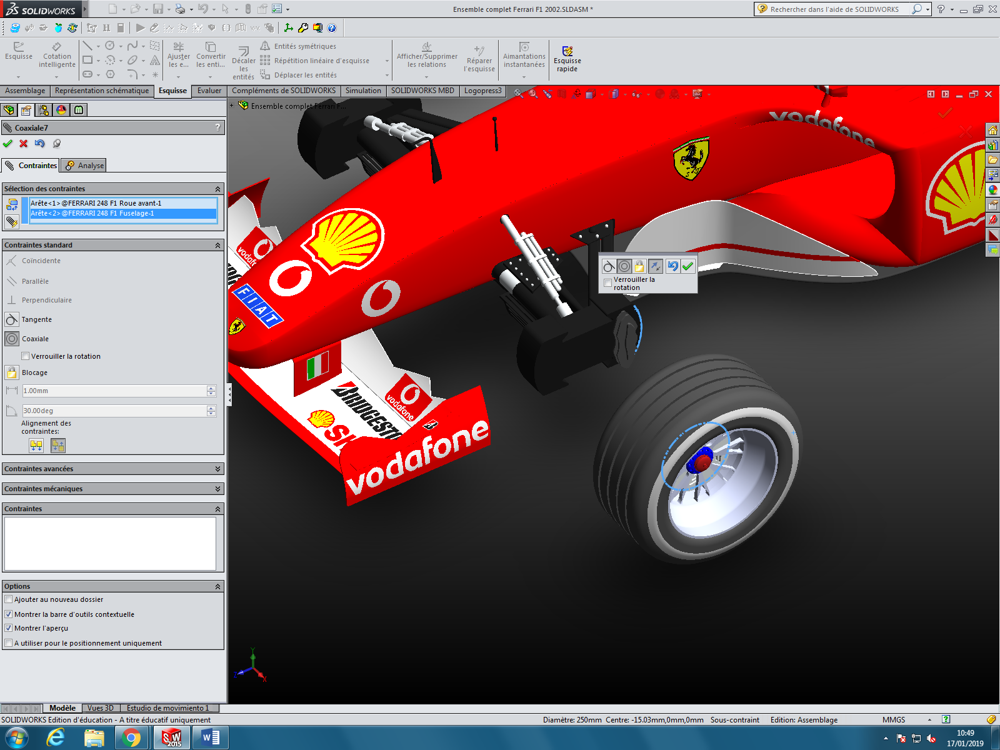 SOLIDWORKS
Ensemble complet Ferrari F1 2002.SLDASM *
Rechercher dans l'aide de SOLIDWORKS
Esquisse
Cotation intelligente
Ajuster les e...
Convertir les enti...
Décaler les entités
Entités symétriques
Répétition linéaire d'esquisse
Déplacer les entités
Afficher/Supprimer les relations
Réparer l'esquisse
Aimantations instantanées
Esquisse rapide
Assemblage
Représentation schématique
Esquisse
Evaluer
Compléments de SOLIDWORKS
Simulation
SOLIDWORKS MBD
Logopress3
Ensemble complet Ferrari F...
Coaxiale7
?
Contraintes
Analyse
Sélection des contraintes
Arête<1>@FERRARI 248 F1 Roue avant-1
Arête<2>@FERRARI 248 F1 Fuselage-1
Contraintes standard
Coïncidente
Parallèle
Perpendiculaire
Tangente
Coaxiale
Verrouiller la rotation
Blocage
1.00mm
30.00deg
Alignement des
contraintes:
Contraintes avancées
Contraintes mécaniques
Contraintes
Options
Ajouter au nouveau dossier
Montrer la barre d'outils contextuelle
Montrer l'aperçu
A utiliser pour le positionnement uniquement
vodafone
Verrouiller la
rotation
FIAT
BRIDGESTO
vodafone
vodafone
Y
X
Z
Modèle
Vues 3D
Estudio de movimiento 1
SOLIDWORKS Edition d'éducation - A titre éducatif uniquement
Diamètre: 250mm Centre: -15.03mm,0mm,0mm
Sous-contraint
Edition: Assemblage
MMGS
SW
2015
W
10:49
17/01/2019